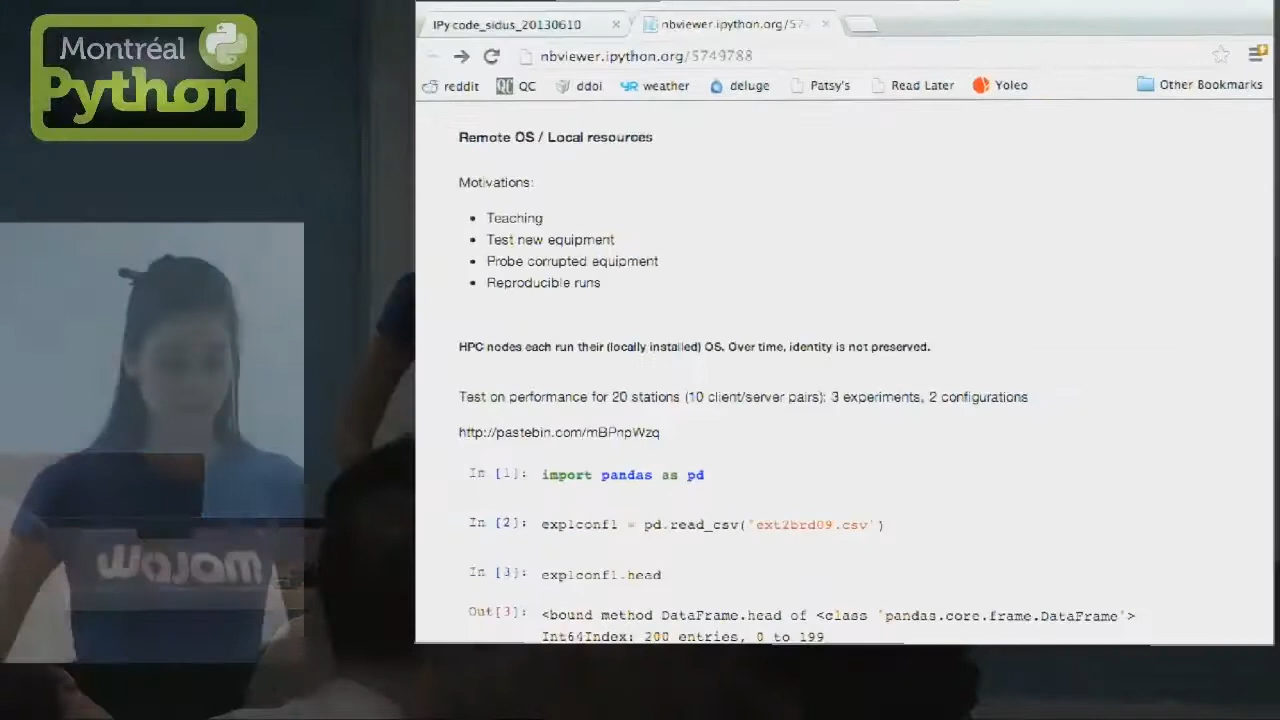 Montréal
Python
wajam
IPycode_sidus_20130610
nbviewer.ipython.org/57
nbviewer.ipython.org/5749788
reddit QC ddoi weather deluge Patsy's Read Later Yoleo Other Bookmarks
Remote OS / Local resources
Motivations:
Teaching
Test new equipment
Probe corrupted equipment
Reproducible runs
HPC nodes each run their (locally installed) OS. Over time, identity is not preserved.
Test on performance for 20 stations (10 client/server pairs): 3 experiments, 2 configurations
http://pastebin.com/mBPnpWzq
In [1]: import pandas as pd
In [2]: exp1conf1 = pd.read_csv('ext2brd09.csv')
In [3]: exp1conf1.head
Out[3]: <bound method DataFrame.head of <class 'pandas.core.frame.DataFrame'>
Int64Index: 200 entries, 0 to 199